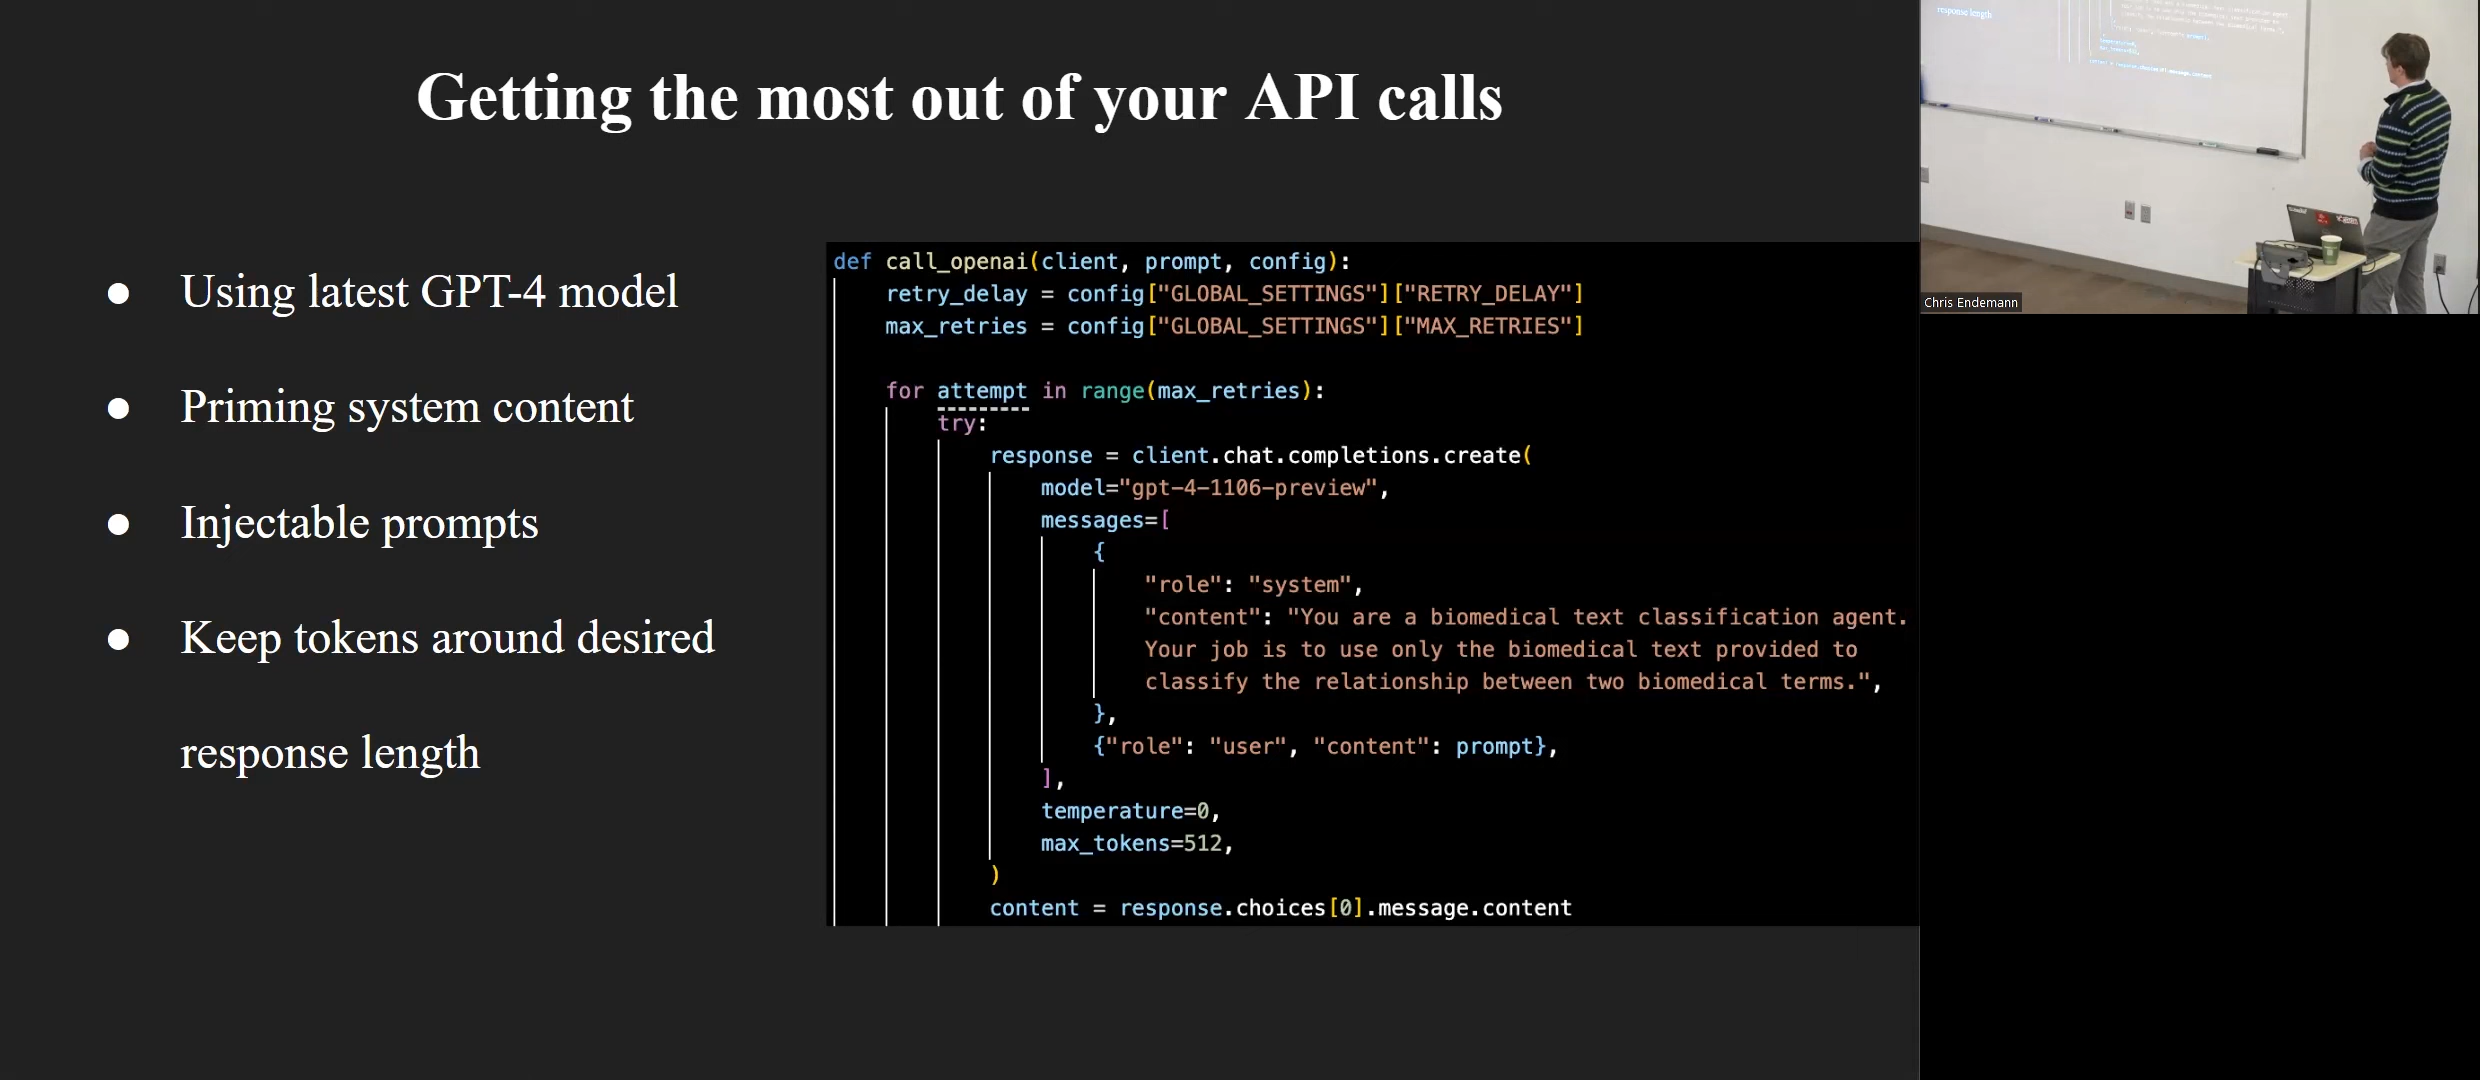 Getting the most out of your API calls
● Using latest GPT-4 model
● Priming system content
● Injectable prompts
● Keep tokens around desired
response length
def call_openai(client, prompt, config):
retry_delay = config["GLOBAL_SETTINGS"]["RETRY_DELAY"]
max_retries = config["GLOBAL_SETTINGS"]["MAX_RETRIES"]
for attempt in range(max_retries):
try:
response = client.chat.completions.create(
model="gpt-4-1106-preview",
messages=[
{
"role": "system",
"content": "You are a biomedical text classification agent.
Your job is to use only the biomedical text provided to
classify the relationship between two biomedical terms.",
},
{"role": "user", "content": prompt},
],
temperature=0,
max_tokens=512,
)
content = response.choices[0].message.content
response length
Chris Endemann